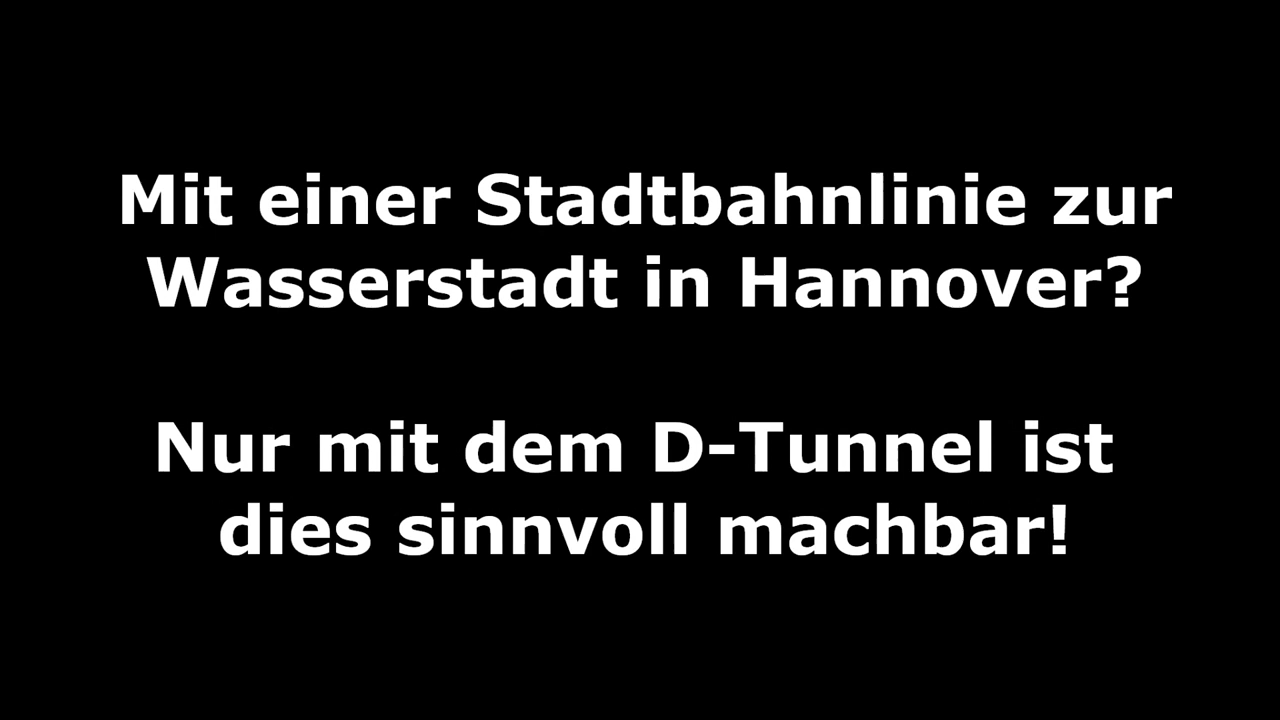 Mit einer Stadtbahnlinie zur
Wasserstadt in Hannover?
Nur mit dem D-Tunnel ist
dies sinnvoll machbar!